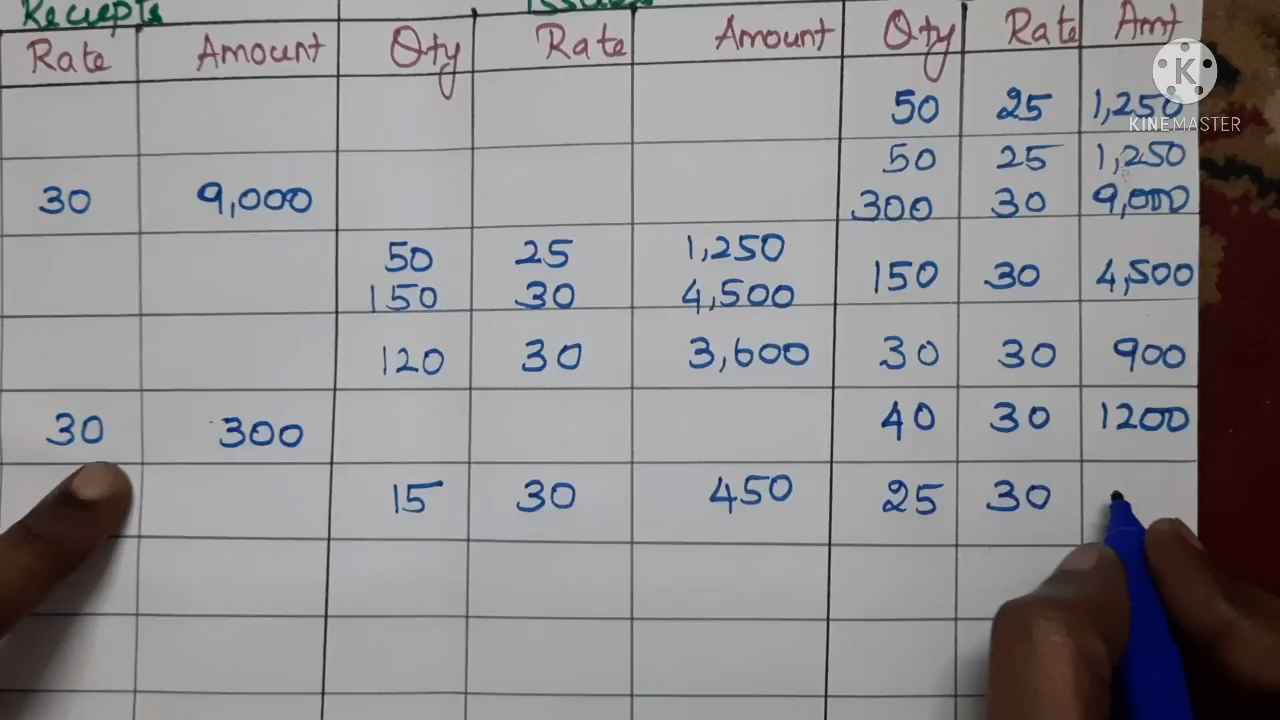 Receipts Issues
Rate Amount Qty Rate Amount Qty Rate Amt
50 25 1,250
50 25 1,250
30 9,000 300 30 9,000
50 25 1,250
150 30 4,500 150 30 4,500
120 30 3,600 30 30 900
30 300 40 30 1200
15 30 450 25 30
K
KINEMASTER